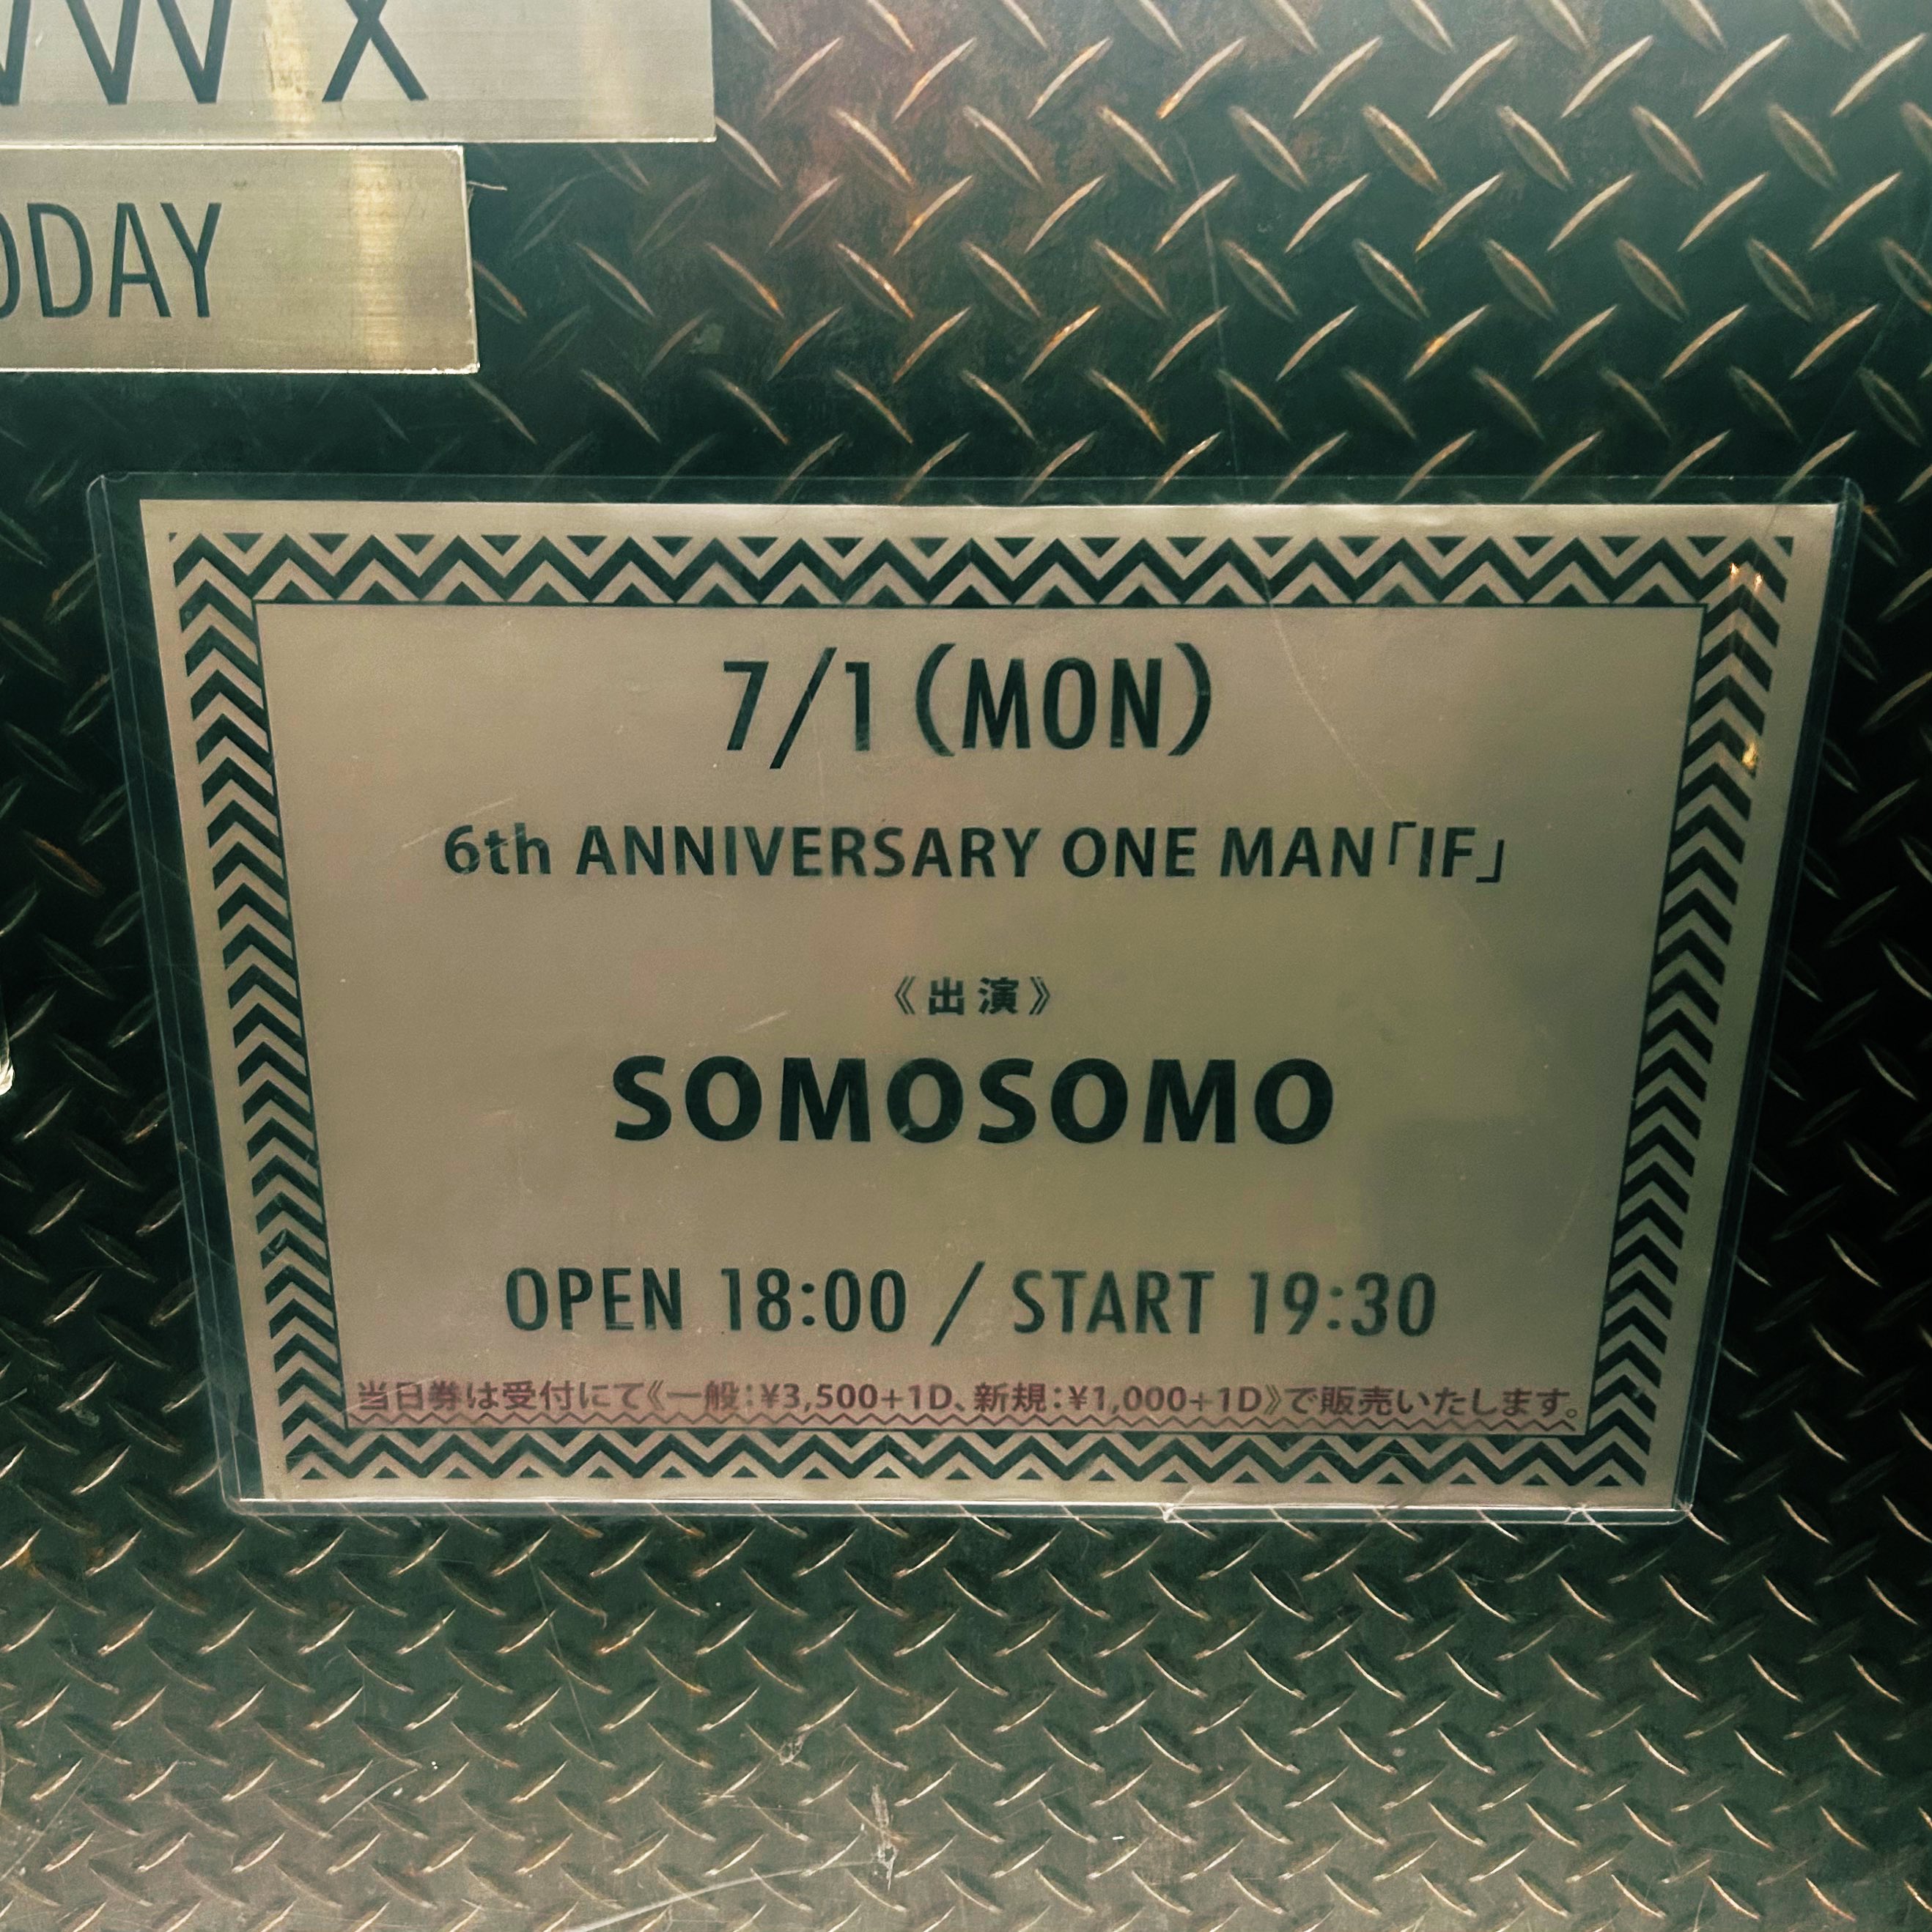 WW X
TODAY
7/1(MON)
6th ANNIVERSARY ONE MAN「IF」
《出演》
SOMOSOMO
OPEN 18:00 / START 19:30
当日券は受付にて《一般:¥3,500+1D、新規:¥1,000+1D》で販売いたします。